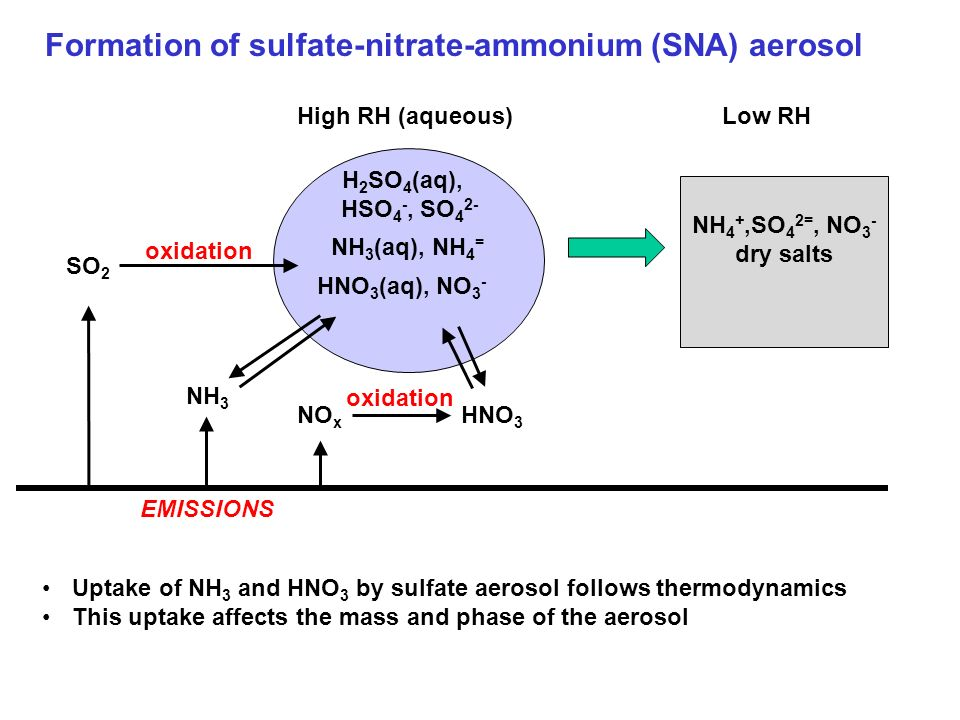 Formation of sulfate-nitrate-ammonium (SNA) aerosol
High RH (aqueous)
Low RH
H₂SO₄(aq),
HSO₄⁻, SO₄²⁻
NH₃(aq), NH₄⁼
HNO₃(aq), NO₃⁻
NH₄⁺,SO₄²⁼, NO₃⁻
dry salts
oxidation
SO₂
NH₃
oxidation
NOₓ
HNO₃
EMISSIONS
• Uptake of NH₃ and HNO₃ by sulfate aerosol follows thermodynamics
• This uptake affects the mass and phase of the aerosol